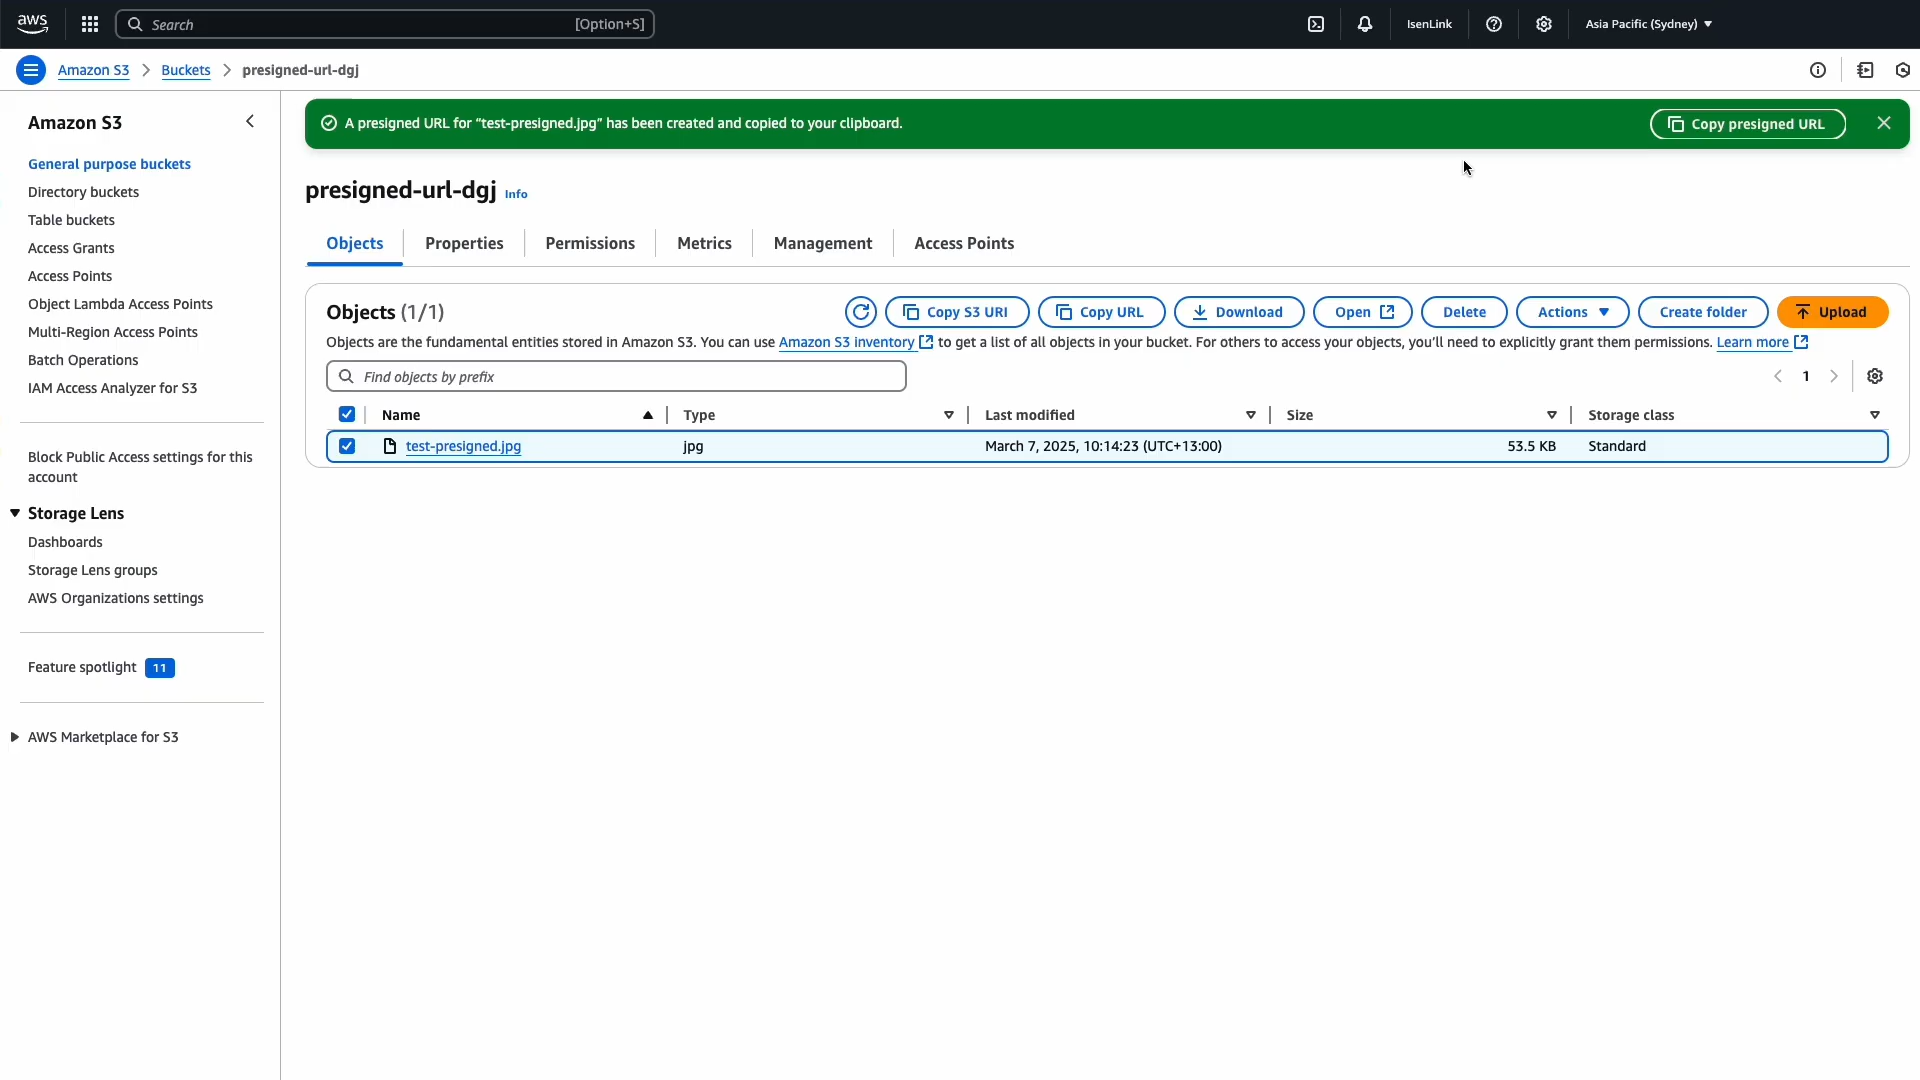 aws
Search [Option+S]
IsenLink
Asia Pacific (Sydney)
Amazon S3
Buckets
presigned-url-dgj
Amazon S3
General purpose buckets
Directory buckets
Table buckets
Access Grants
Access Points
Object Lambda Access Points
Multi-Region Access Points
Batch Operations
IAM Access Analyzer for S3
Block Public Access settings for this
account
Storage Lens
Dashboards
Storage Lens groups
AWS Organizations settings
Feature spotlight 11
AWS Marketplace for S3
A presigned URL for “test-presigned.jpg” has been created and copied to your clipboard.
Copy presigned URL
presigned-url-dgj Info
Objects
Properties
Permissions
Metrics
Management
Access Points
Objects (1/1)
Copy S3 URI
Copy URL
Download
Open
Delete
Actions
Create folder
Upload
Objects are the fundamental entities stored in Amazon S3. You can use Amazon S3 inventory to get a list of all objects in your bucket. For others to access your objects, you’ll need to explicitly grant them permissions. Learn more
Find objects by prefix
1
Name Type Last modified Size Storage class
test-presigned.jpg jpg March 7, 2025, 10:14:23 (UTC+13:00) 53.5 KB Standard